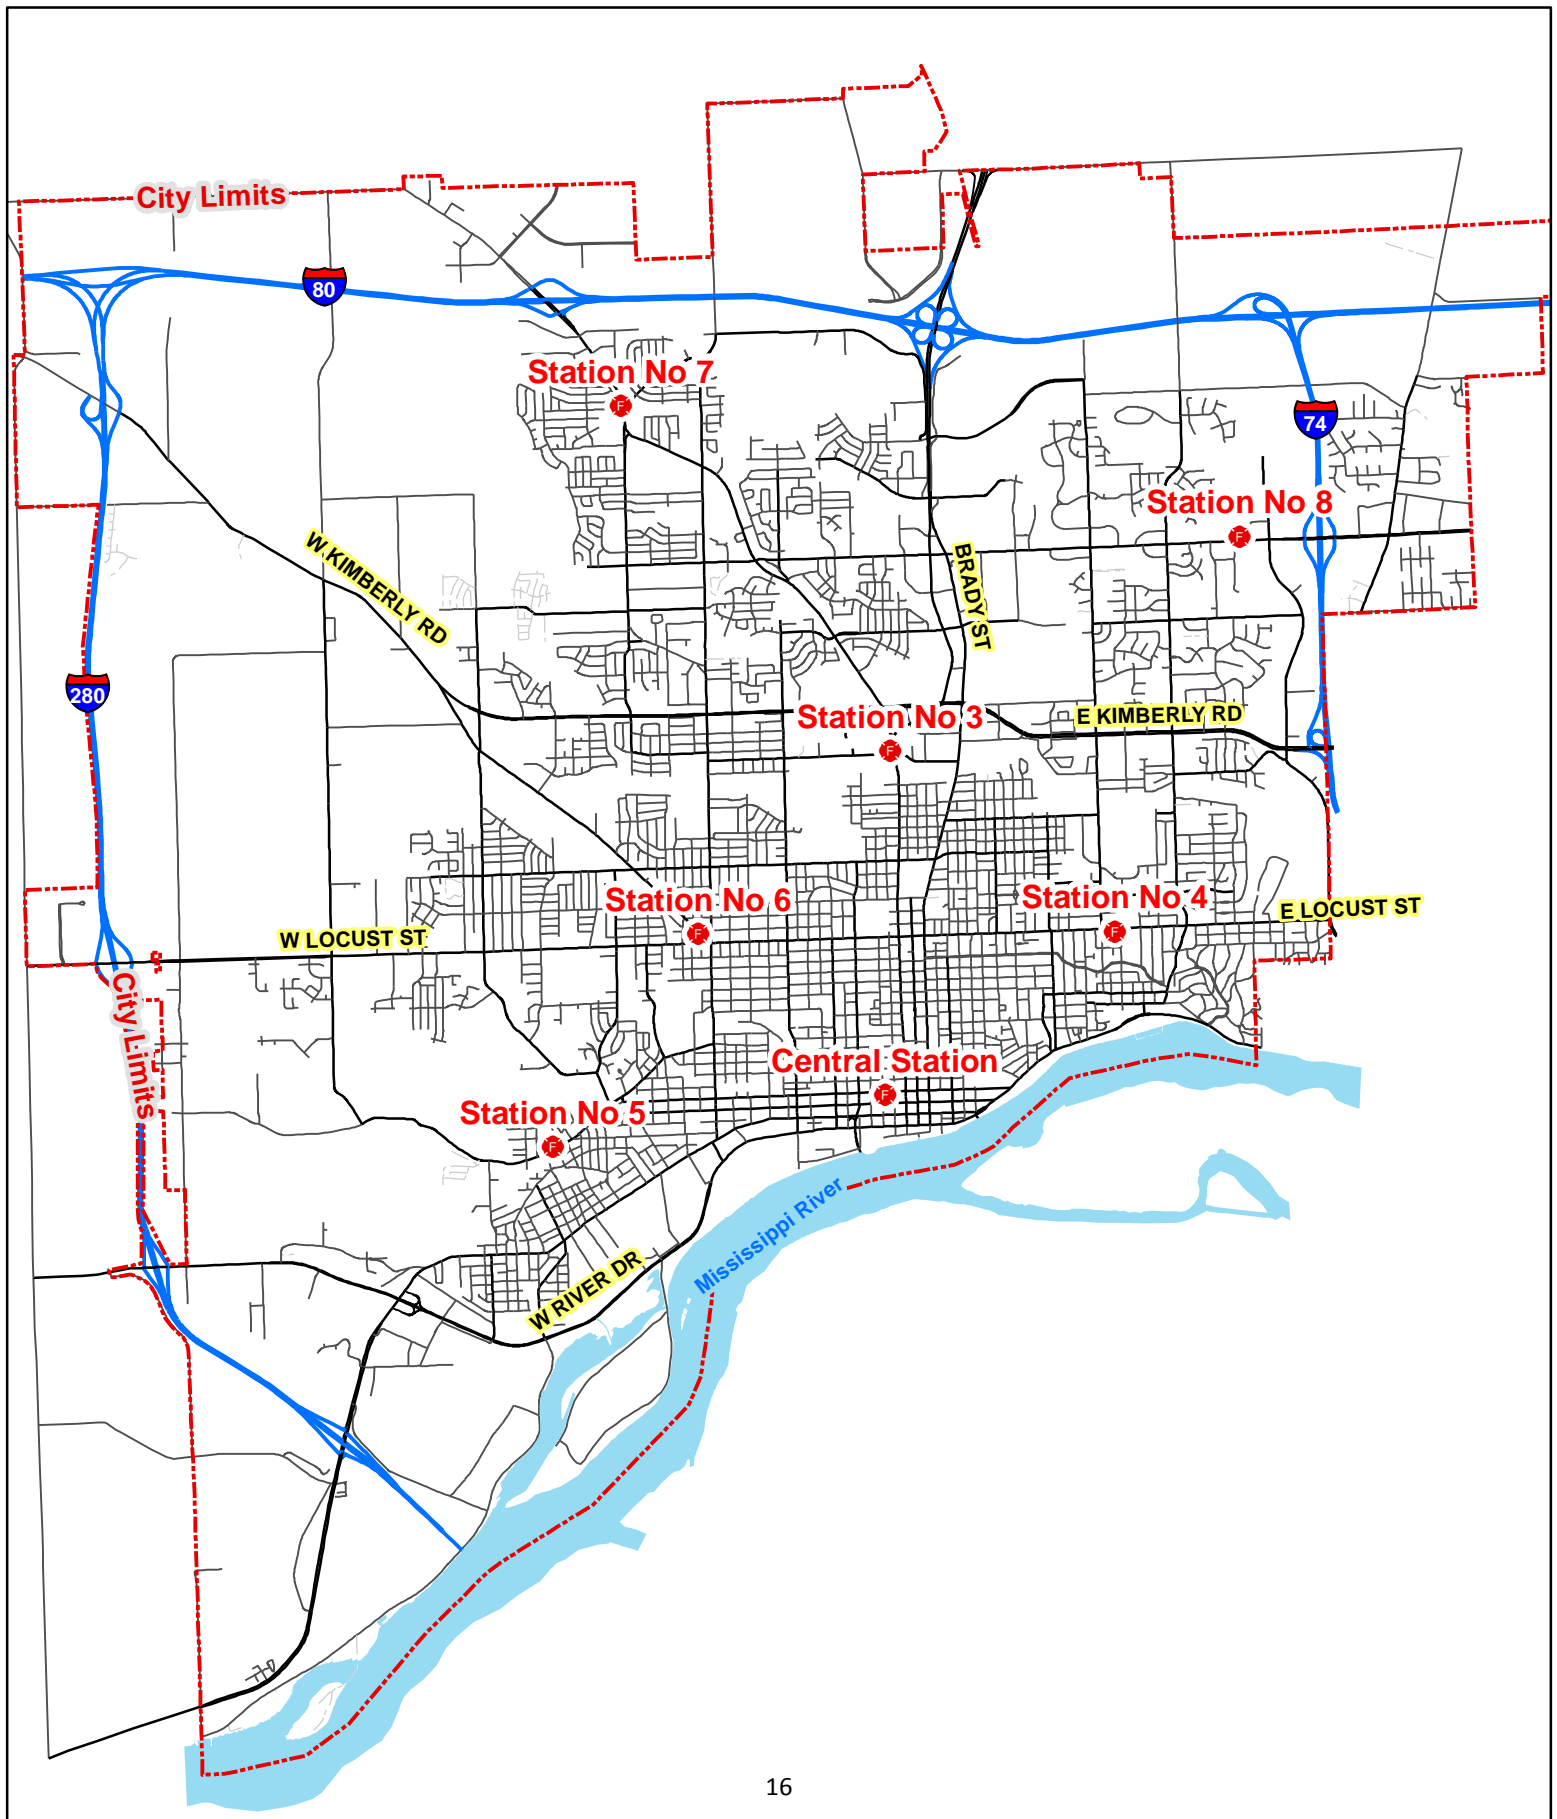 City Limits
80
Station No 7
F
74
Station No 8
F
W KIMBERLY RD
BRADY ST
280
Station No 3
F
E KIMBERLY RD
Station No 6
F
Station No 4
F
E LOCUST ST
W LOCUST ST
City Limits
Central Station
F
Station No 5
F
Mississippi River
W RIVER DR
16